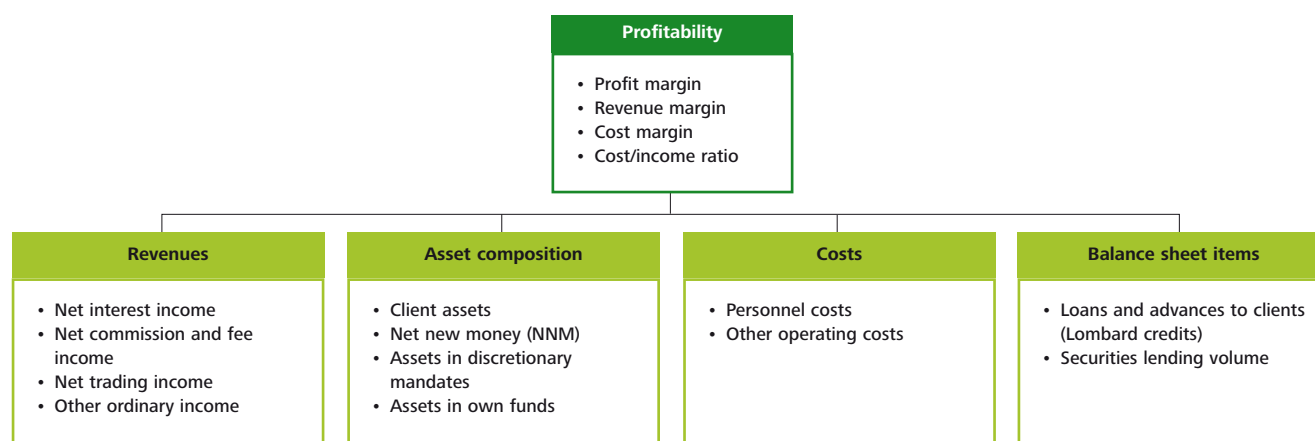 Profitability
• Profit margin
• Revenue margin
• Cost margin
• Cost/income ratio
Revenues
• Net interest income
• Net commission and fee
income
• Net trading income
• Other ordinary income
Asset composition
• Client assets
• Net new money (NNM)
• Assets in discretionary
mandates
• Assets in own funds
Costs
• Personnel costs
• Other operating costs
Balance sheet items
• Loans and advances to clients
(Lombard credits)
• Securities lending volume